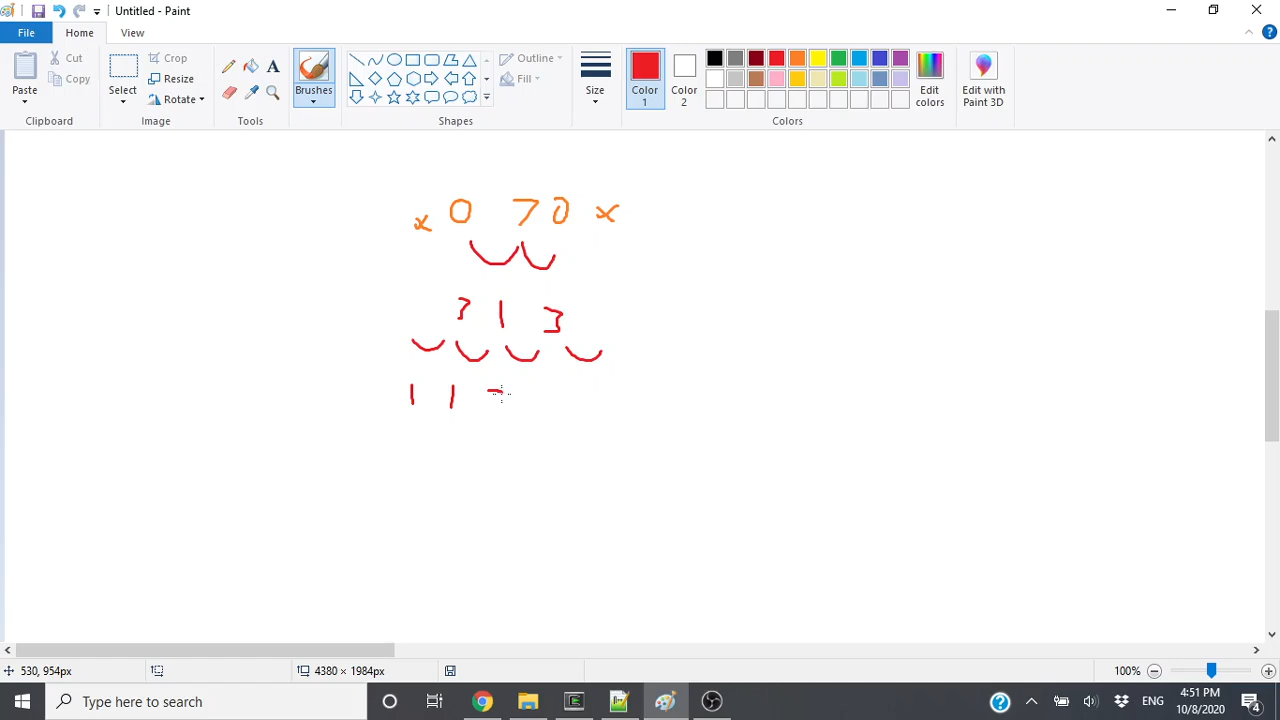 Untitled - Paint
File Home View
Paste
Cut
Copy
Clipboard
Select
Crop
Resize
Rotate
Image
A
Tools
Brushes
Shapes
Outline
Fill
Size
Color 1
Color 2
Edit colors
Colors
Edit with Paint 3D
x 0 7 0 x
3 1 3
1 1
530, 954px
4380 × 1984px
100%
Type here to search
ENG
4:51 PM
10/8/2020
4